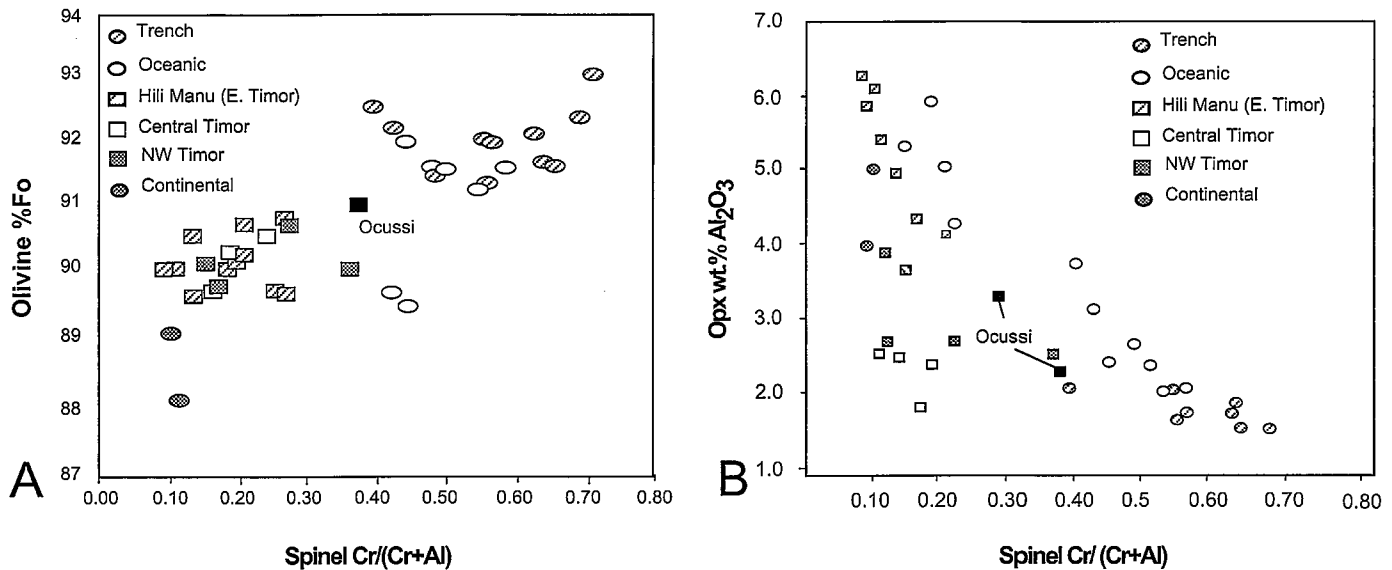 94
93
92
91
90
89
88
87
0.00 0.10 0.20 0.30 0.40 0.50 0.60 0.70 0.80
Olivine %Fo
Spinel Cr/(Cr+Al)
Trench
Oceanic
Hili Manu (E. Timor)
Central Timor
NW Timor
Continental
Ocussi
A
7.0
6.0
5.0
4.0
3.0
2.0
1.0
0.10 0.20 0.30 0.40 0.5 0.60 0.70 0.80
Opx wt.% Al2O3
Spinel Cr/ (Cr+Al)
Trench
Oceanic
Hili Manu (E. Timor)
Central Timor
NW Timor
Continental
Ocussi
B